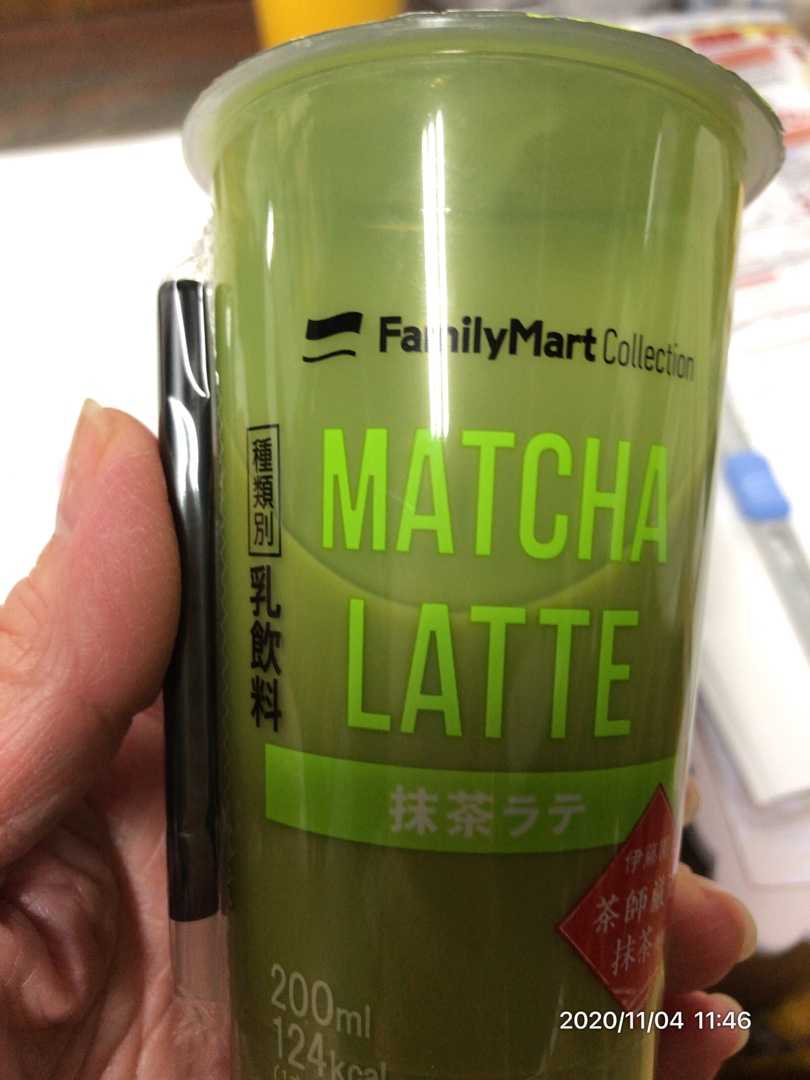 FamilyMart Collection
種類別
乳飲料
MATCHA
LATTE
抹茶ラテ
伊藤
茶師厳
抹茶
200ml
124kcal
2020/11/04 11:46